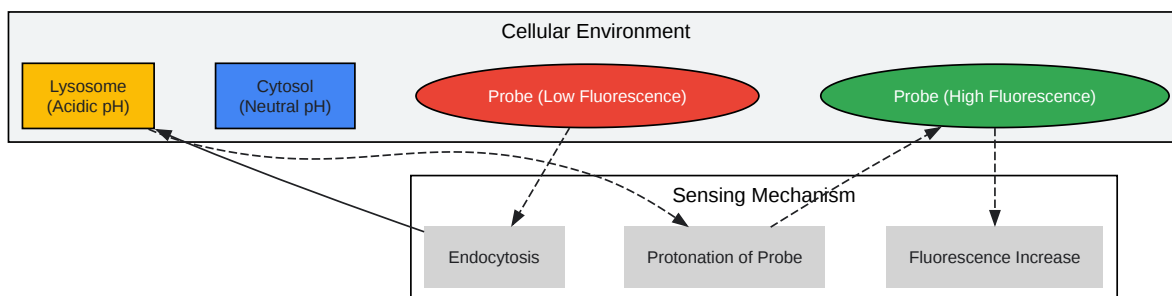 Cellular Environment
Lysosome
(Acidic pH)
Cytosol
(Neutral pH)
Probe (Low Fluorescence)
Probe (High Fluorescence)
Sensing Mechanism
Endocytosis
Protonation of Probe
Fluorescence Increase